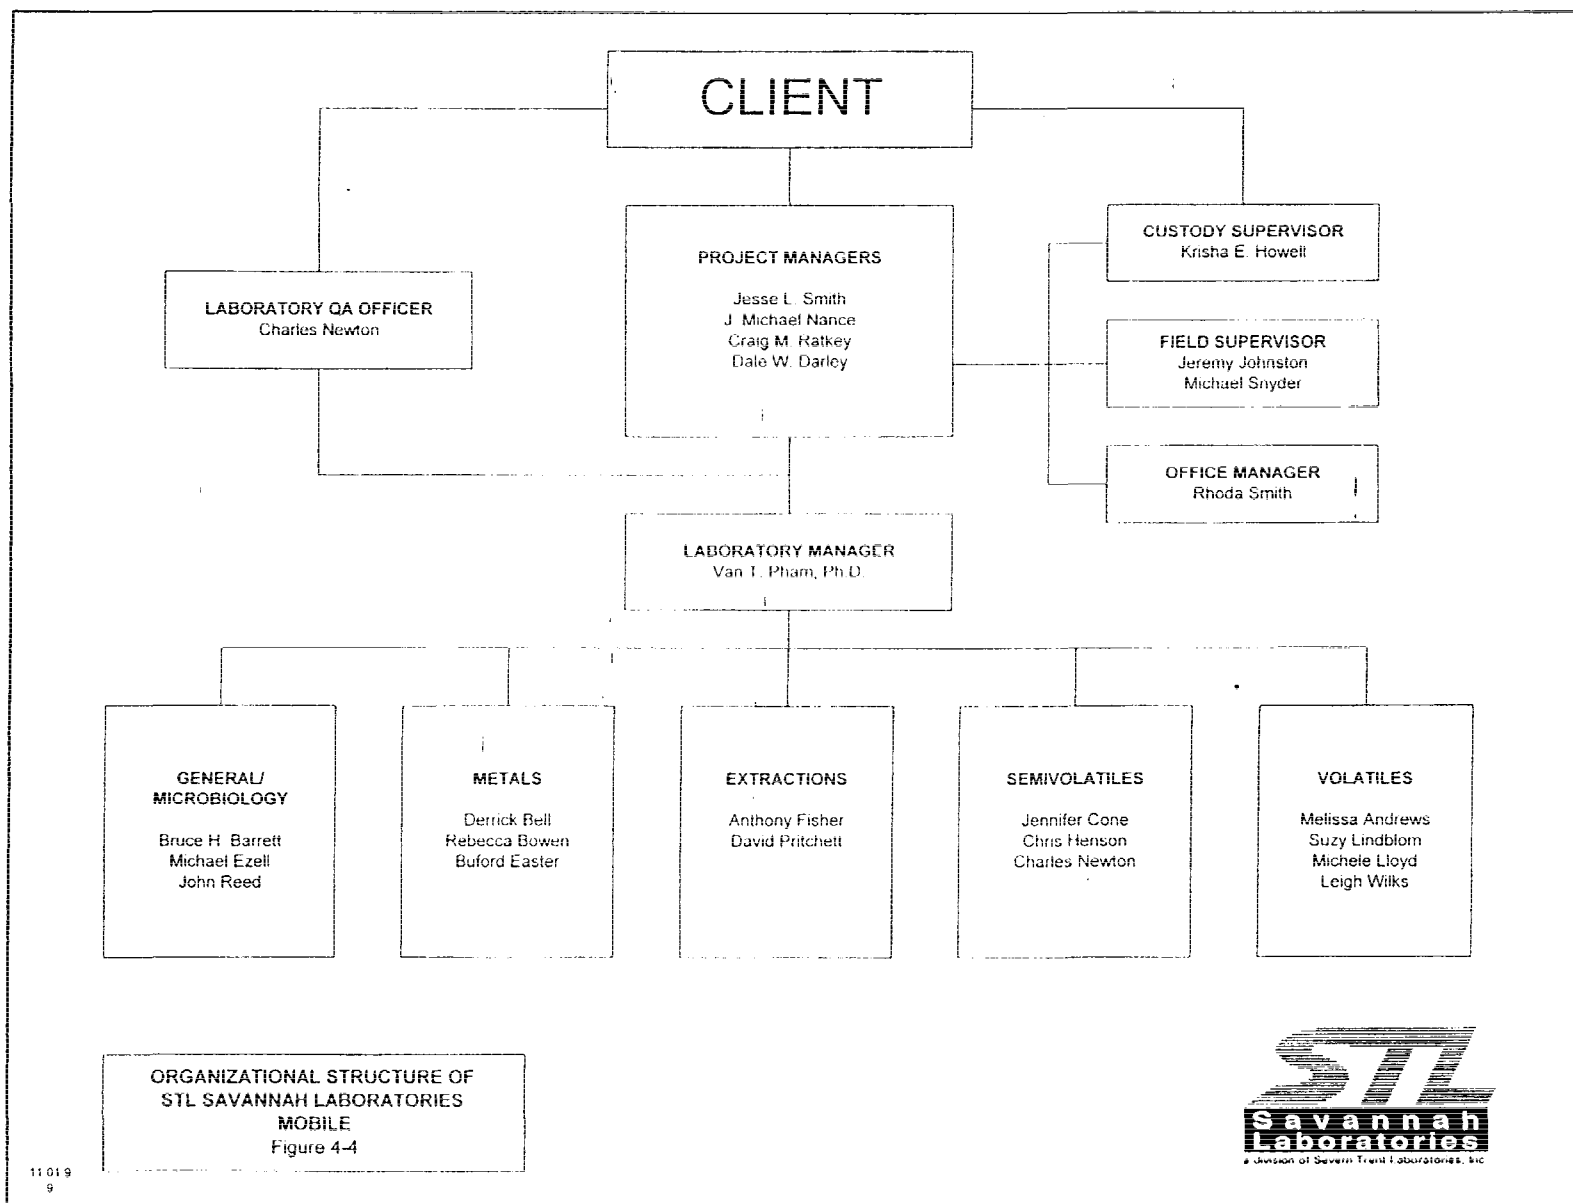 CLIENT
PROJECT MANAGERS
Jesse L. Smith
J. Michael Nance
Craig M. Ratkey
Dale W. Darley
CUSTODY SUPERVISOR
Krisha E. Howell
LABORATORY QA OFFICER
Charles Newton
FIELD SUPERVISOR
Jeremy Johnston
Michael Snyder
OFFICE MANAGER
Rhoda Smith
LABORATORY MANAGER
Van T. Pham, Ph.D.
GENERAL/
MICROBIOLOGY
Bruce H. Barrett
Michael Ezell
John Reed
METALS
Derrick Bell
Rebecca Bowen
Buford Easter
EXTRACTIONS
Anthony Fisher
David Pritchett
SEMIVOLATILES
Jennifer Cone
Chris Henson
Charles Newton
VOLATILES
Melissa Andrews
Suzy Lindblom
Michele Lloyd
Leigh Wilks
ORGANIZATIONAL STRUCTURE OF
STL SAVANNAH LABORATORIES
MOBILE
Figure 4-4
STL
Savannah
Laboratories
a division of Severn Trent Laboratories, Inc
11 01 9
9